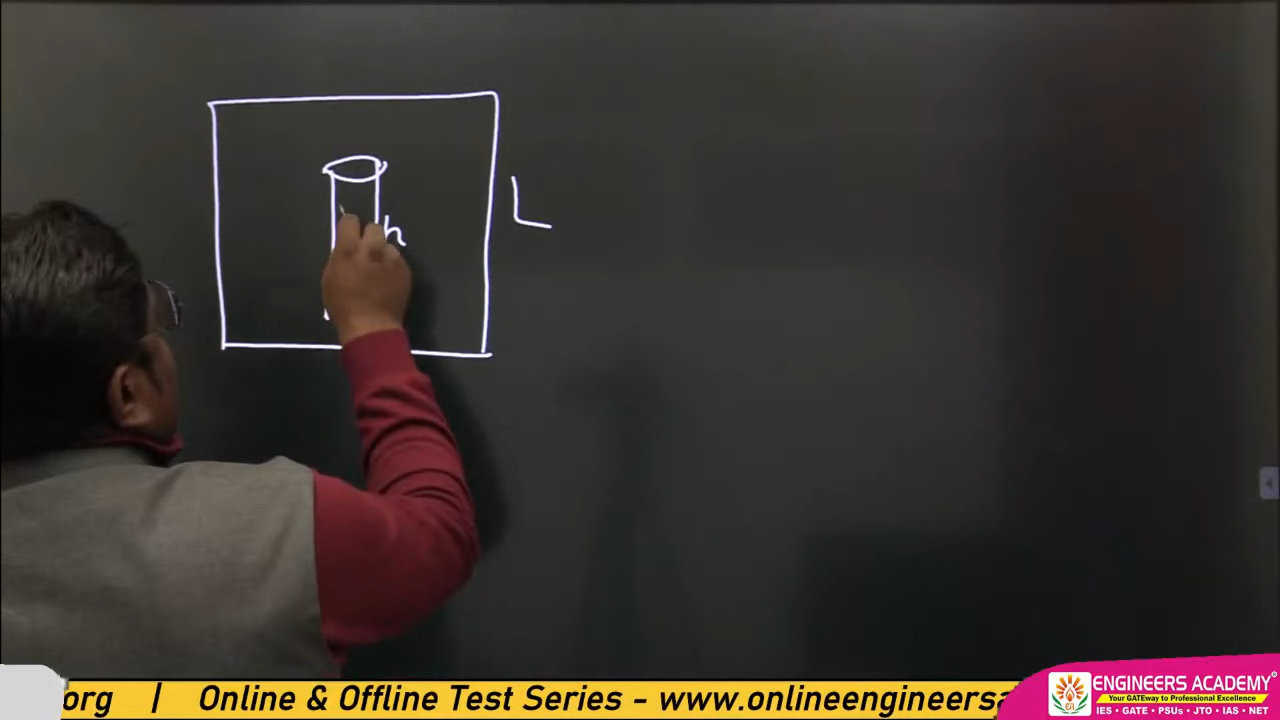 h
L
org | Online & Offline Test Series - www.onlineengineersa
ENGINEERS ACADEMY
Your GATEway to Professional Excellence
IES • GATE • PSUs • JTO • IAS • NET